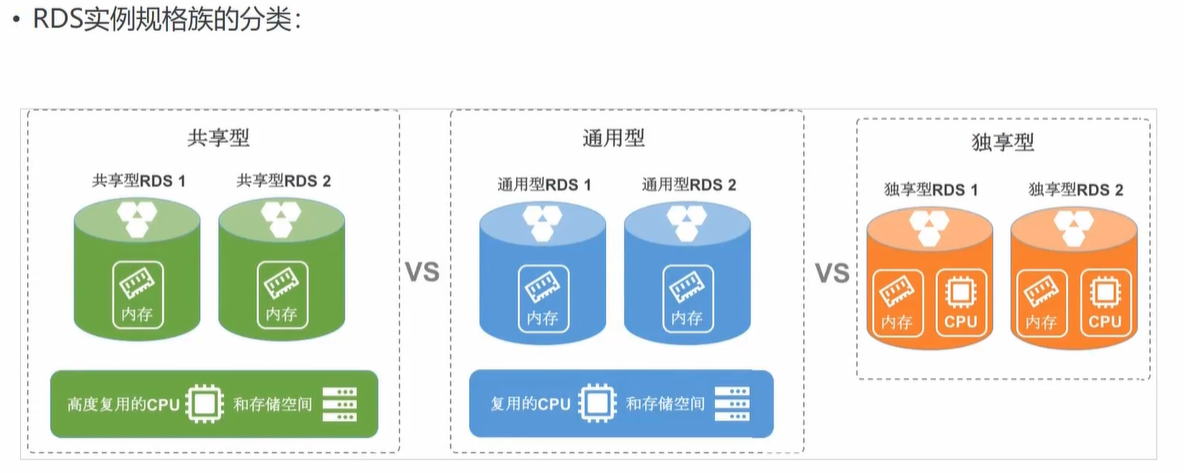 • RDS实例规格族的分类：
共享型
共享型RDS 1
共享型RDS 2
内存
内存
高度复用的CPU 和存储空间
VS
通用型
通用型RDS 1
通用型RDS 2
内存
内存
复用的CPU 和存储空间
VS
独享型
独享型RDS 1
独享型RDS 2
内存
CPU
内存
CPU